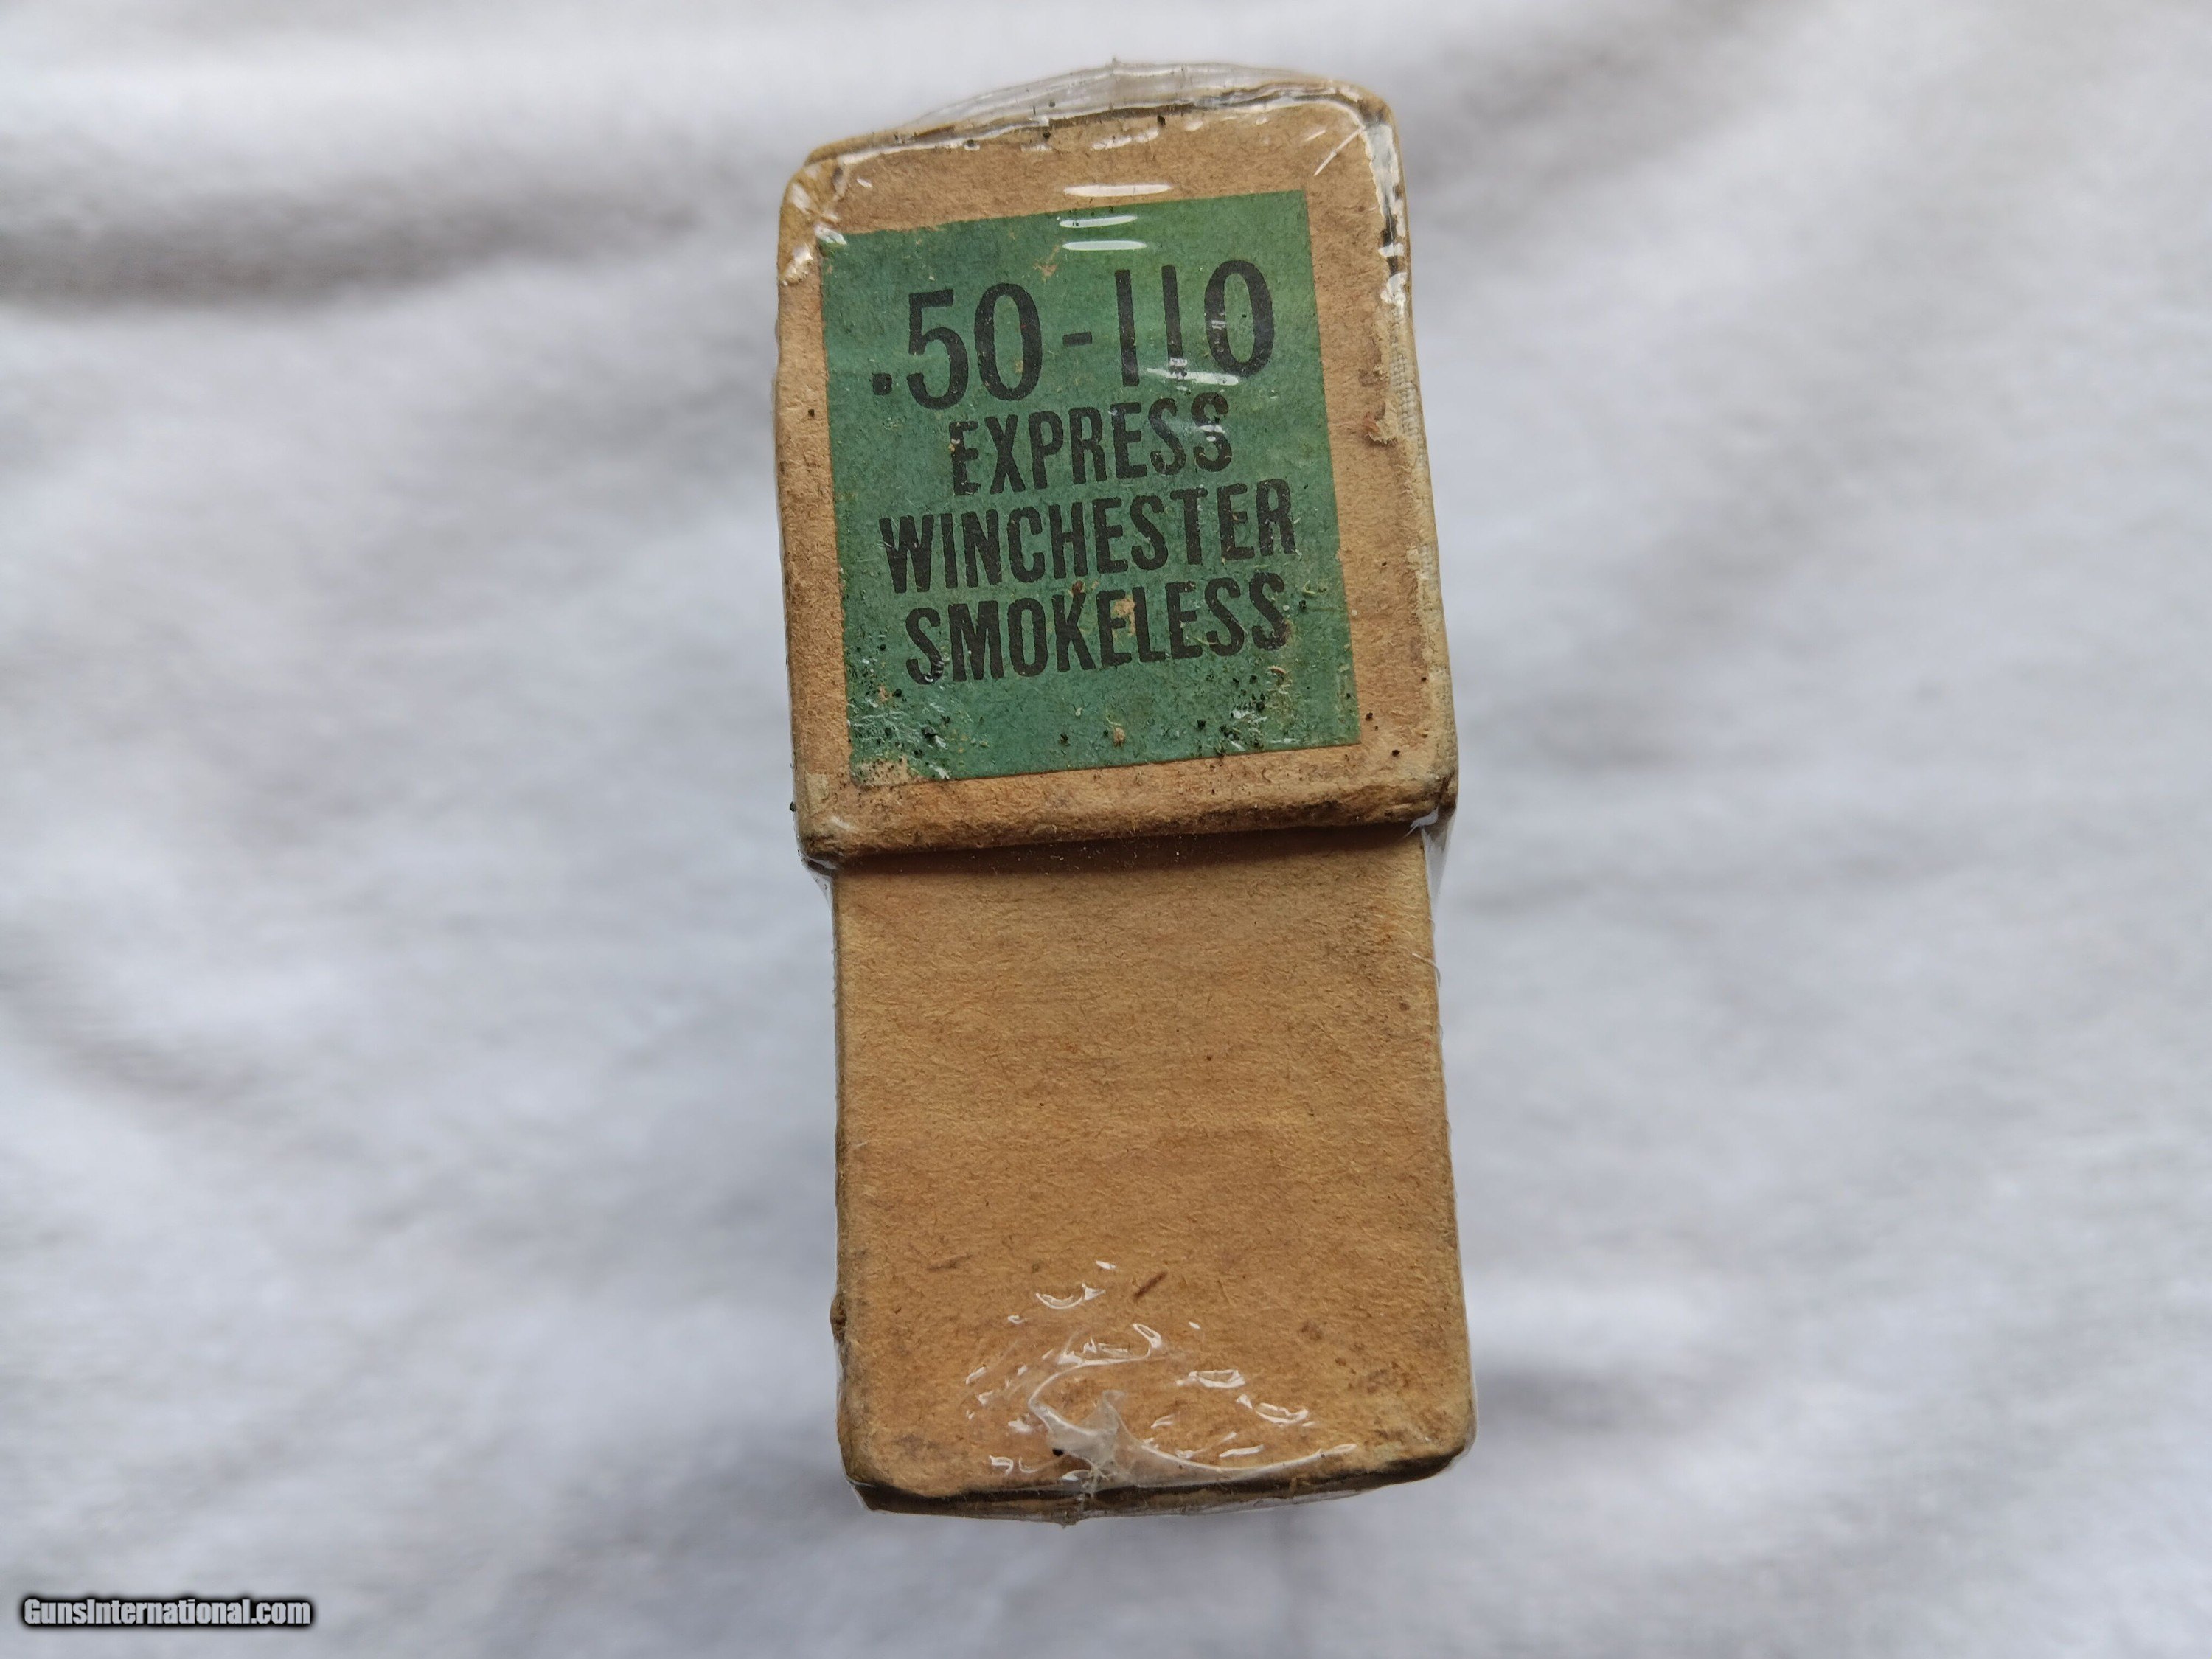 .50-110
EXPRESS
WINCHESTER
SMOKELESS
GunsInternational.com